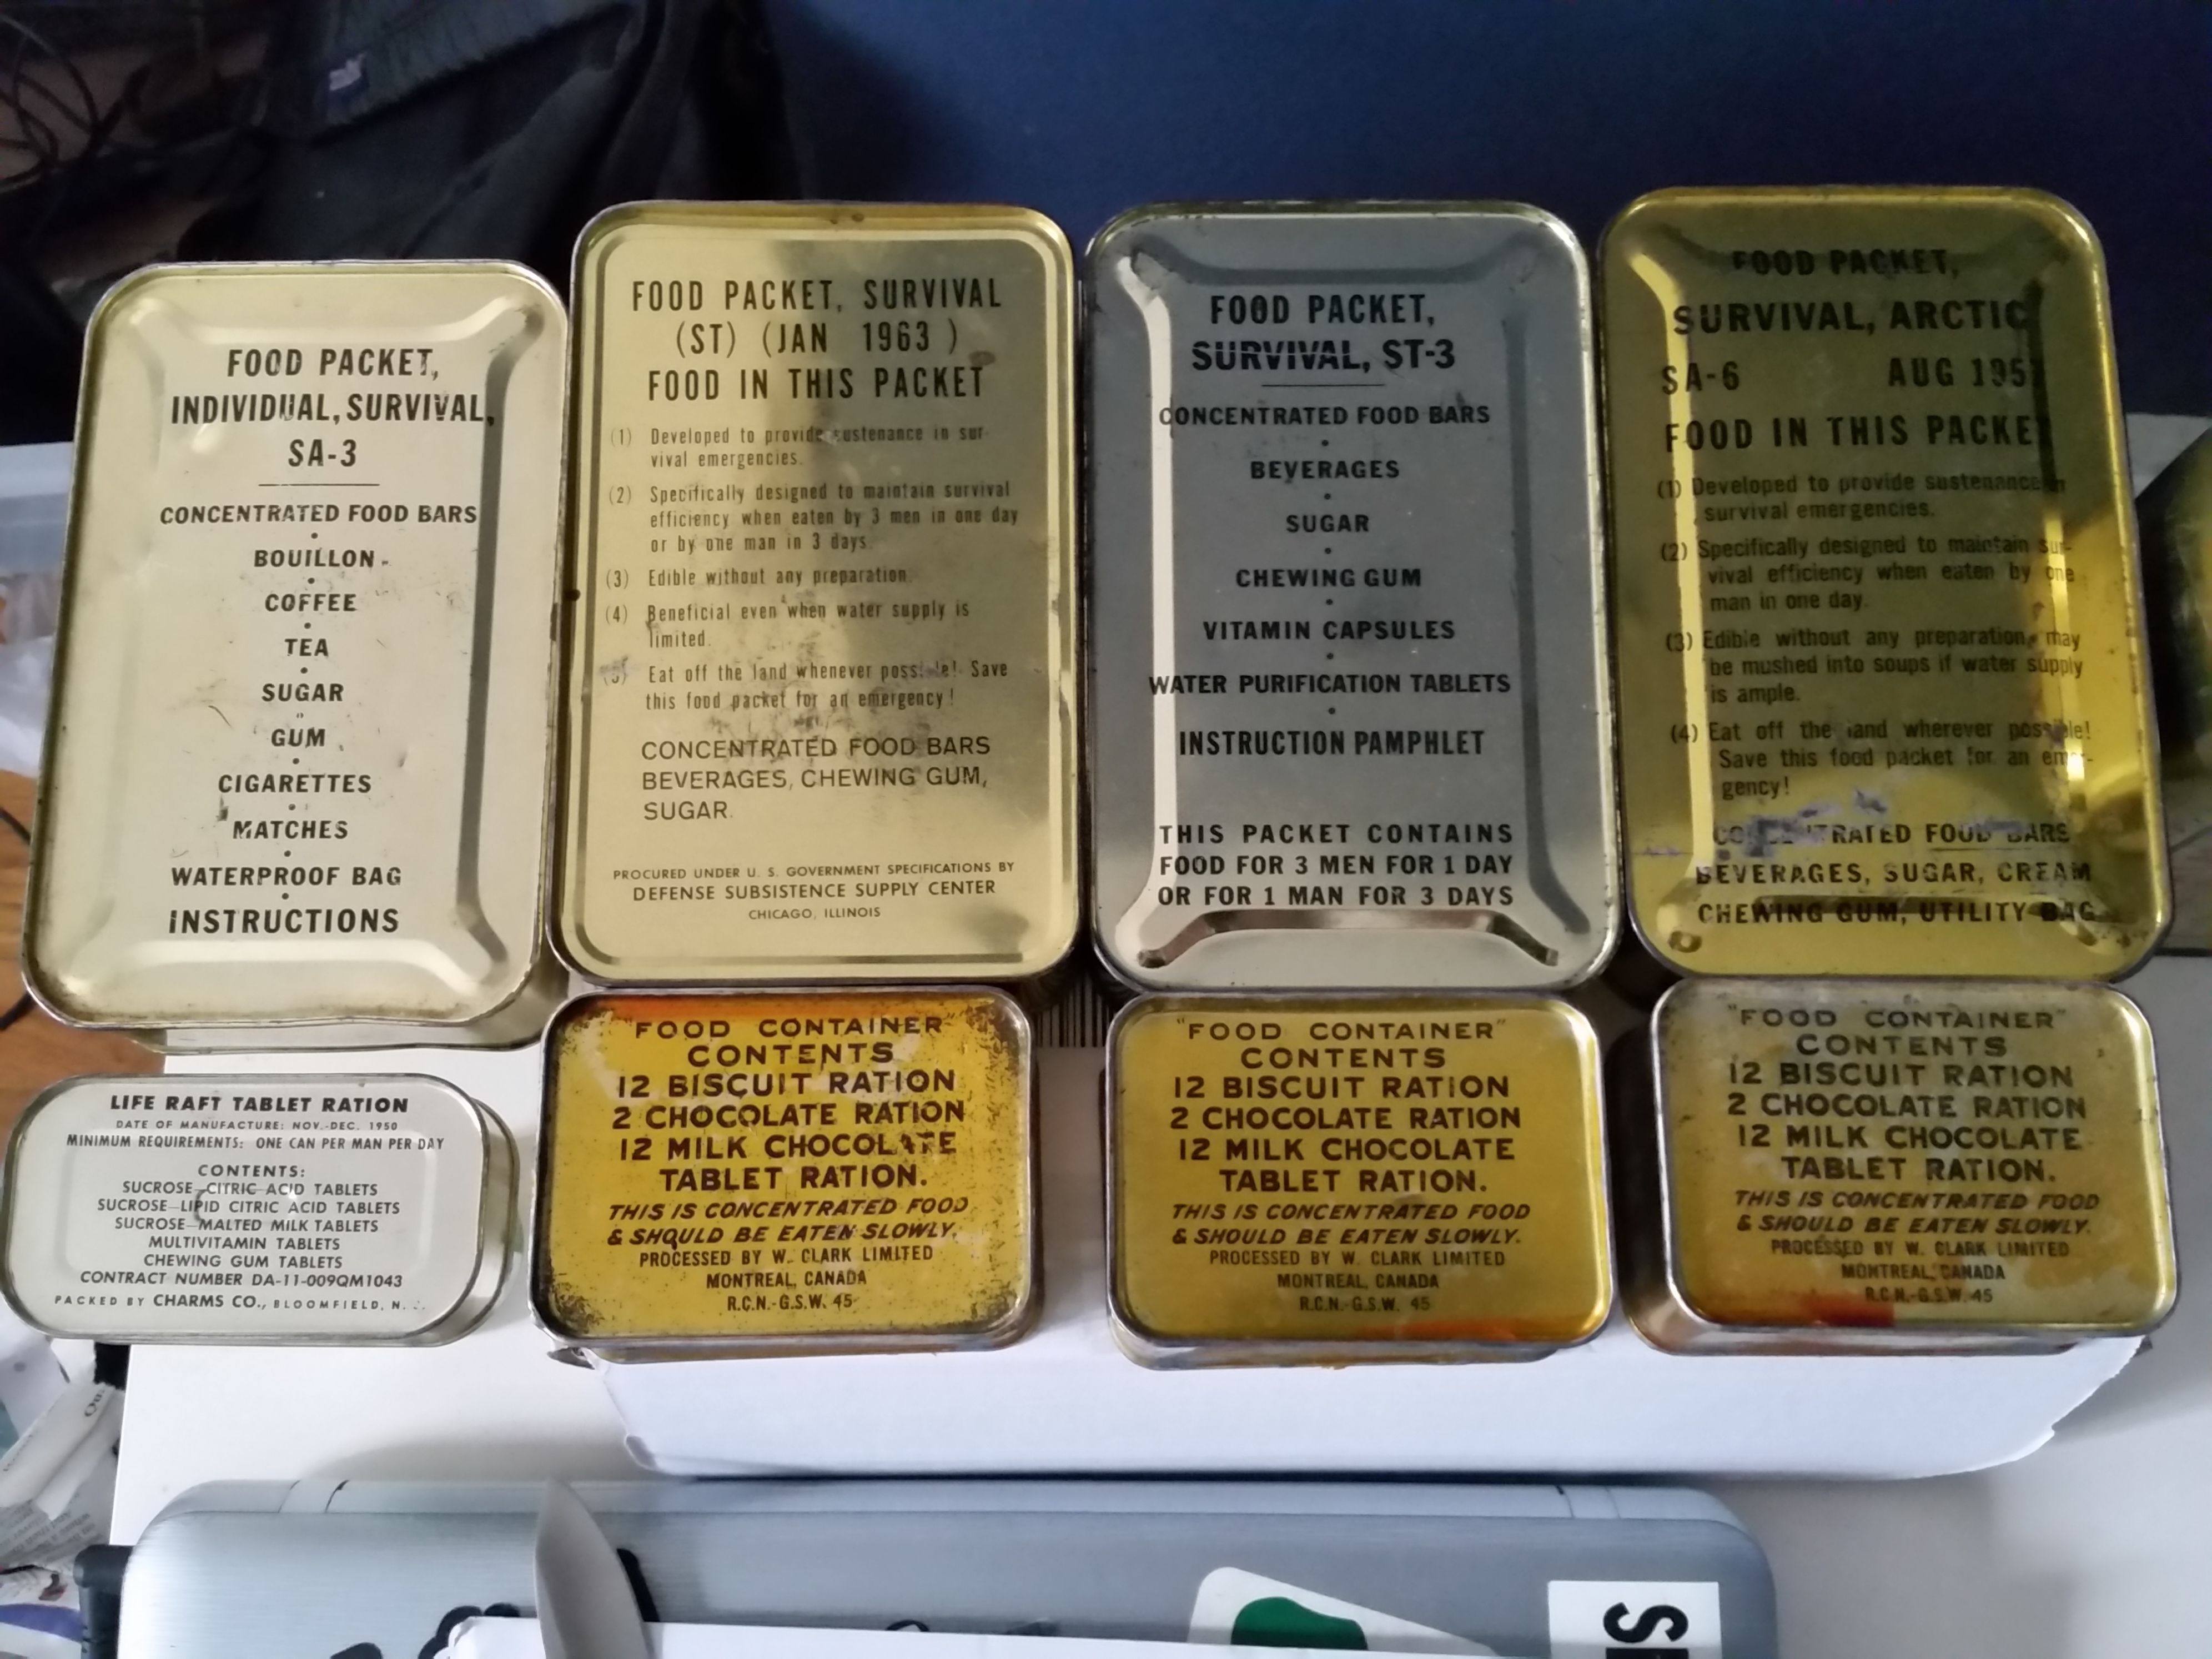 FOOD PACKET,
INDIVIDUAL, SURVIVAL,
SA-3
CONCENTRATED FOOD BARS
BOUILLON
COFFEE
TEA
SUGAR
GUM
CIGARETTES
MATCHES
WATERPROOF BAG
INSTRUCTIONS
FOOD PACKET, SURVIVAL
(ST) (JAN 1963 )
FOOD IN THIS PACKET
(1) Developed to provide sustenance in sur-
vival emergencies.
(2) Specifically designed to maintain survival
efficiency when eaten by 3 men in one day
or by one man in 3 days.
(3) Edible without any preparation.
(4) Beneficial even when water supply is
limited.
(5) Eat off the land whenever possible! Save
this food packet for an emergency!
CONCENTRATED FOOD BARS
BEVERAGES, CHEWING GUM,
SUGAR.
PROCURED UNDER U. S. GOVERNMENT SPECIFICATIONS BY
DEFENSE SUBSISTENCE SUPPLY CENTER
CHICAGO, ILLINOIS
FOOD PACKET,
SURVIVAL, ST-3
CONCENTRATED FOOD BARS
BEVERAGES
SUGAR
CHEWING GUM
VITAMIN CAPSULES
WATER PURIFICATION TABLETS
INSTRUCTION PAMPHLET
THIS PACKET CONTAINS
FOOD FOR 3 MEN FOR 1 DAY
OR FOR 1 MAN FOR 3 DAYS
FOOD PACKET,
SURVIVAL, ARCTIC
SA-6 AUG
FOOD IN THIS PACKET
(1) Developed to provide sustenance in
survival emergencies.
(2) Specifically designed to maintain sur-
vival efficiency when eaten by one
man in one day.
(3) Edible without any preparation, may
be mushed into soups if water supply
is ample.
(4) Eat off the land wherever possible!
Save this food packet for an emer-
gency!
CONCENTRATED FOOD BARS
BEVERAGES, SUGAR, CREAM
CHEWING GUM, UTILITY BAG
LIFE RAFT TABLET RATION
DATE OF MANUFACTURE: NOV.-DEC. 1950
MINIMUM REQUIREMENTS: ONE CAN PER MAN PER DAY
CONTENTS:
SUCROSE-CITRIC ACID TABLETS
SUCROSE-LIPID CITRIC ACID TABLETS
SUCROSE-MALTED MILK TABLETS
MULTIVITAMIN TABLETS
CHEWING GUM TABLETS
CONTRACT NUMBER DA-11-009QM1043
PACKED BY CHARMS CO., BLOOMFIELD, N.
"FOOD CONTAINER"
CONTENTS
12 BISCUIT RATION
2 CHOCOLATE RATION
12 MILK CHOCOLATE
TABLET RATION.
THIS IS CONCENTRATED FOOD
& SHOULD BE EATEN SLOWLY.
PROCESSED BY W. CLARK LIMITED
MONTREAL, CANADA
R.C.N.-G.S.W. 45
"FOOD CONTAINER"
CONTENTS
12 BISCUIT RATION
2 CHOCOLATE RATION
12 MILK CHOCOLATE
TABLET RATION.
THIS IS CONCENTRATED FOOD
& SHOULD BE EATEN SLOWLY.
PROCESSED BY W. CLARK LIMITED
MONTREAL, CANADA
R.C.N.-G.S.W. 45
"FOOD CONTAINER"
CONTENTS
12 BISCUIT RATION
2 CHOCOLATE RATION
12 MILK CHOCOLATE
TABLET RATION.
THIS IS CONCENTRATED FOOD
& SHOULD BE EATEN SLOWLY.
PROCESSED BY W. CLARK LIMITED
MONTREAL, CANADA
R.C.N.-G.S.W. 45